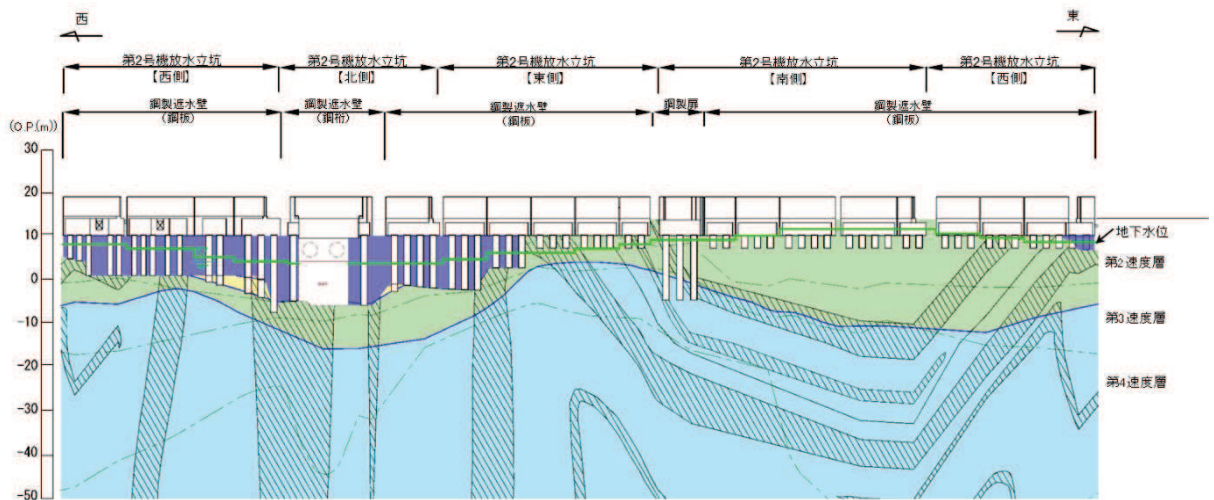 西
東
第2号機放水立坑
【西側】
第2号機放水立坑
【北側】
第2号機放水立坑
【東側】
第2号機放水立坑
【南側】
第2号機放水立坑
【西側】
鋼製遮水壁
(鋼板)
鋼製遮水壁
(鋼桁)
鋼製遮水壁
(鋼板)
鋼製扉
鋼製遮水壁
(鋼板)
(O.P.(m))
30
20
10
0
-10
-20
-30
-40
-50
地下水位
第2速度層
第3速度層
第4速度層